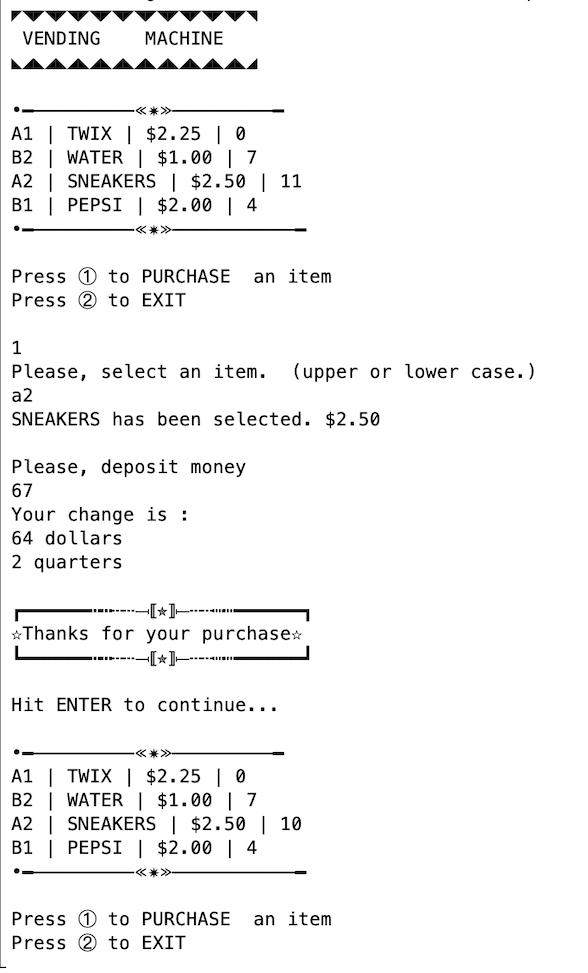 VENDING MACHINE
A1 | TWIX | $2.25 | 0
B2 | WATER | $1.00 | 7
A2 | SNEAKERS | $2.50 | 11
B1 | PEPSI | $2.00 | 4
Press ① to PURCHASE an item
Press ② to EXIT
1
Please, select an item. (upper or lower case.)
a2
SNEAKERS has been selected. $2.50
Please, deposit money
67
Your change is :
64 dollars
2 quarters
☆Thanks for your purchase☆
Hit ENTER to continue...
A1 | TWIX | $2.25 | 0
B2 | WATER | $1.00 | 7
A2 | SNEAKERS | $2.50 | 10
B1 | PEPSI | $2.00 | 4
Press ① to PURCHASE an item
Press ② to EXIT